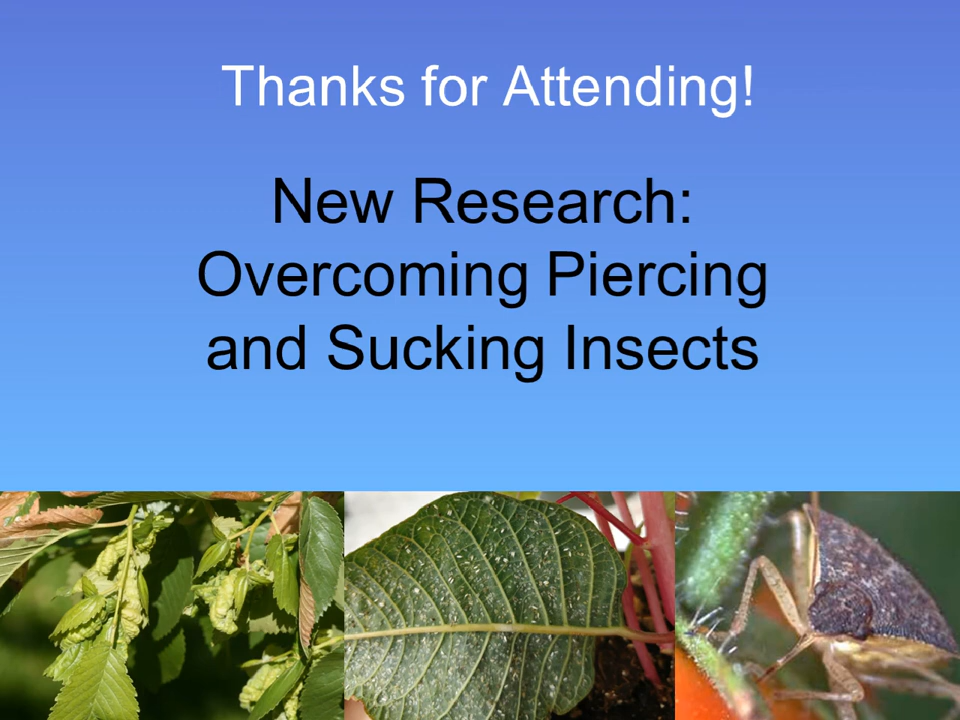 Thanks for Attending!
New Research:
Overcoming Piercing
and Sucking Insects